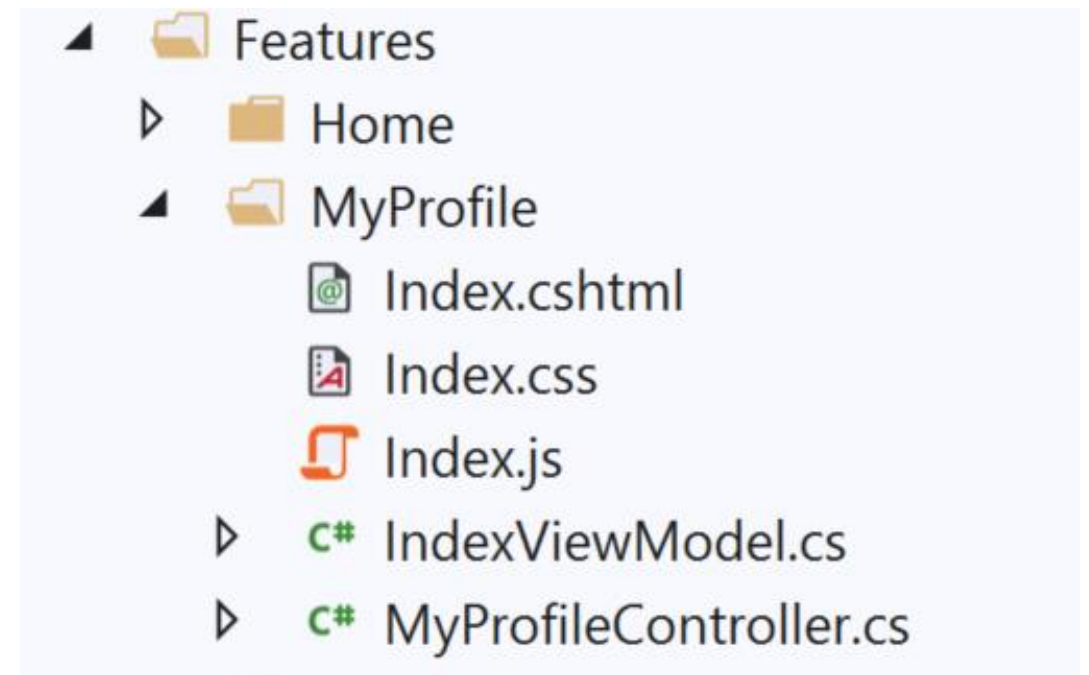 Features
Home
MyProfile
Index.cshtml
Index.css
Index.js
C# IndexViewModel.cs
C# MyProfileController.cs